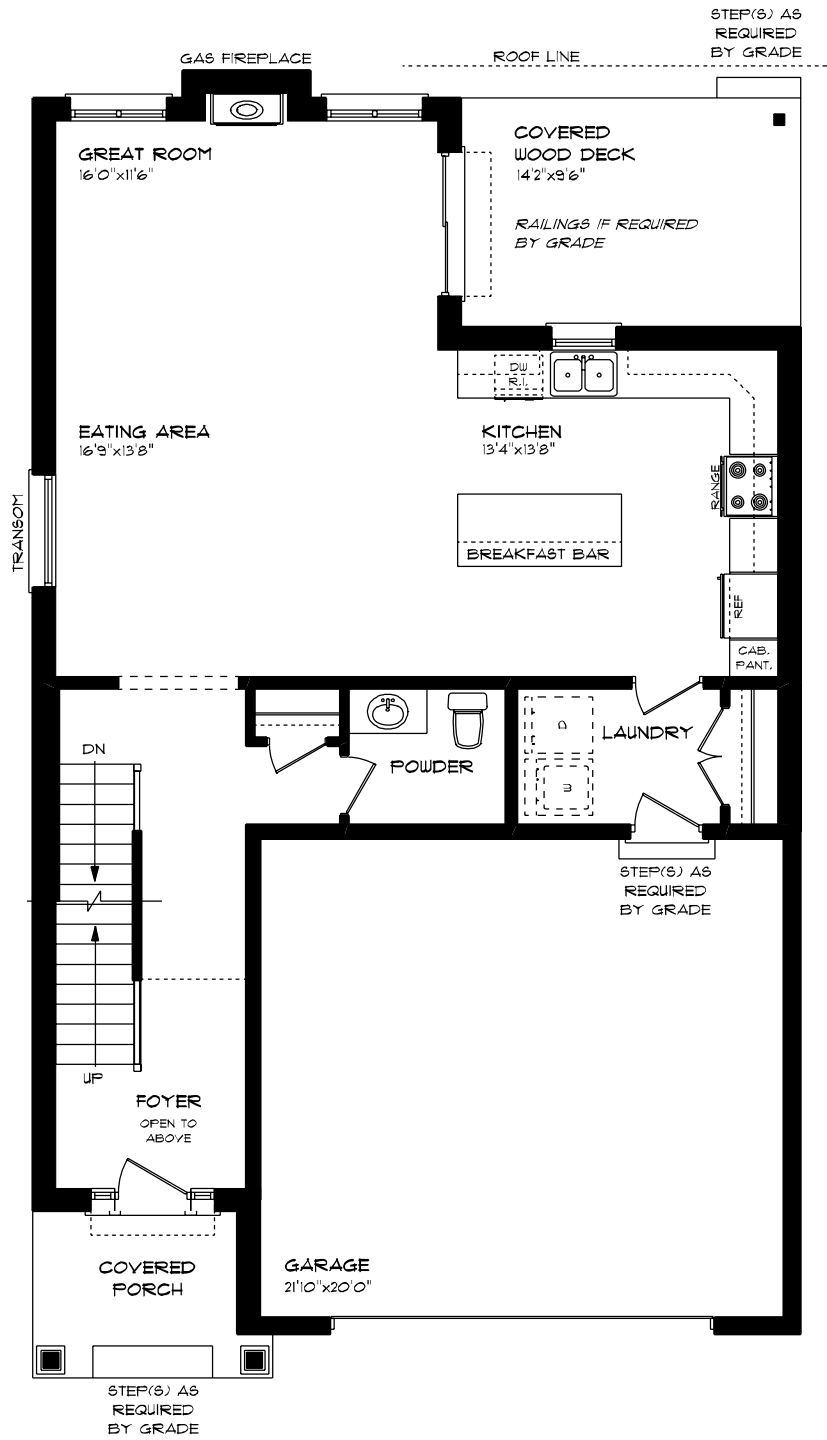 STEP(S) AS
REQUIRED
BY GRADE
GAS FIREPLACE
ROOF LINE
GREAT ROOM
16'0"x11'6"
COVERED
WOOD DECK
14'2"x9'6"
RAILINGS IF REQUIRED
BY GRADE
DW
R.I.
EATING AREA
16'9"x13'8"
KITCHEN
13'4"x13'8"
RANGE
TRANSOM
BREAKFAST BAR
REF
CAB.
PANT.
DN
POWDER
D
LAUNDRY
W
STEP(S) AS
REQUIRED
BY GRADE
UP
FOYER
OPEN TO
ABOVE
COVERED
PORCH
GARAGE
21'10"x20'0"
STEP(S) AS
REQUIRED
BY GRADE